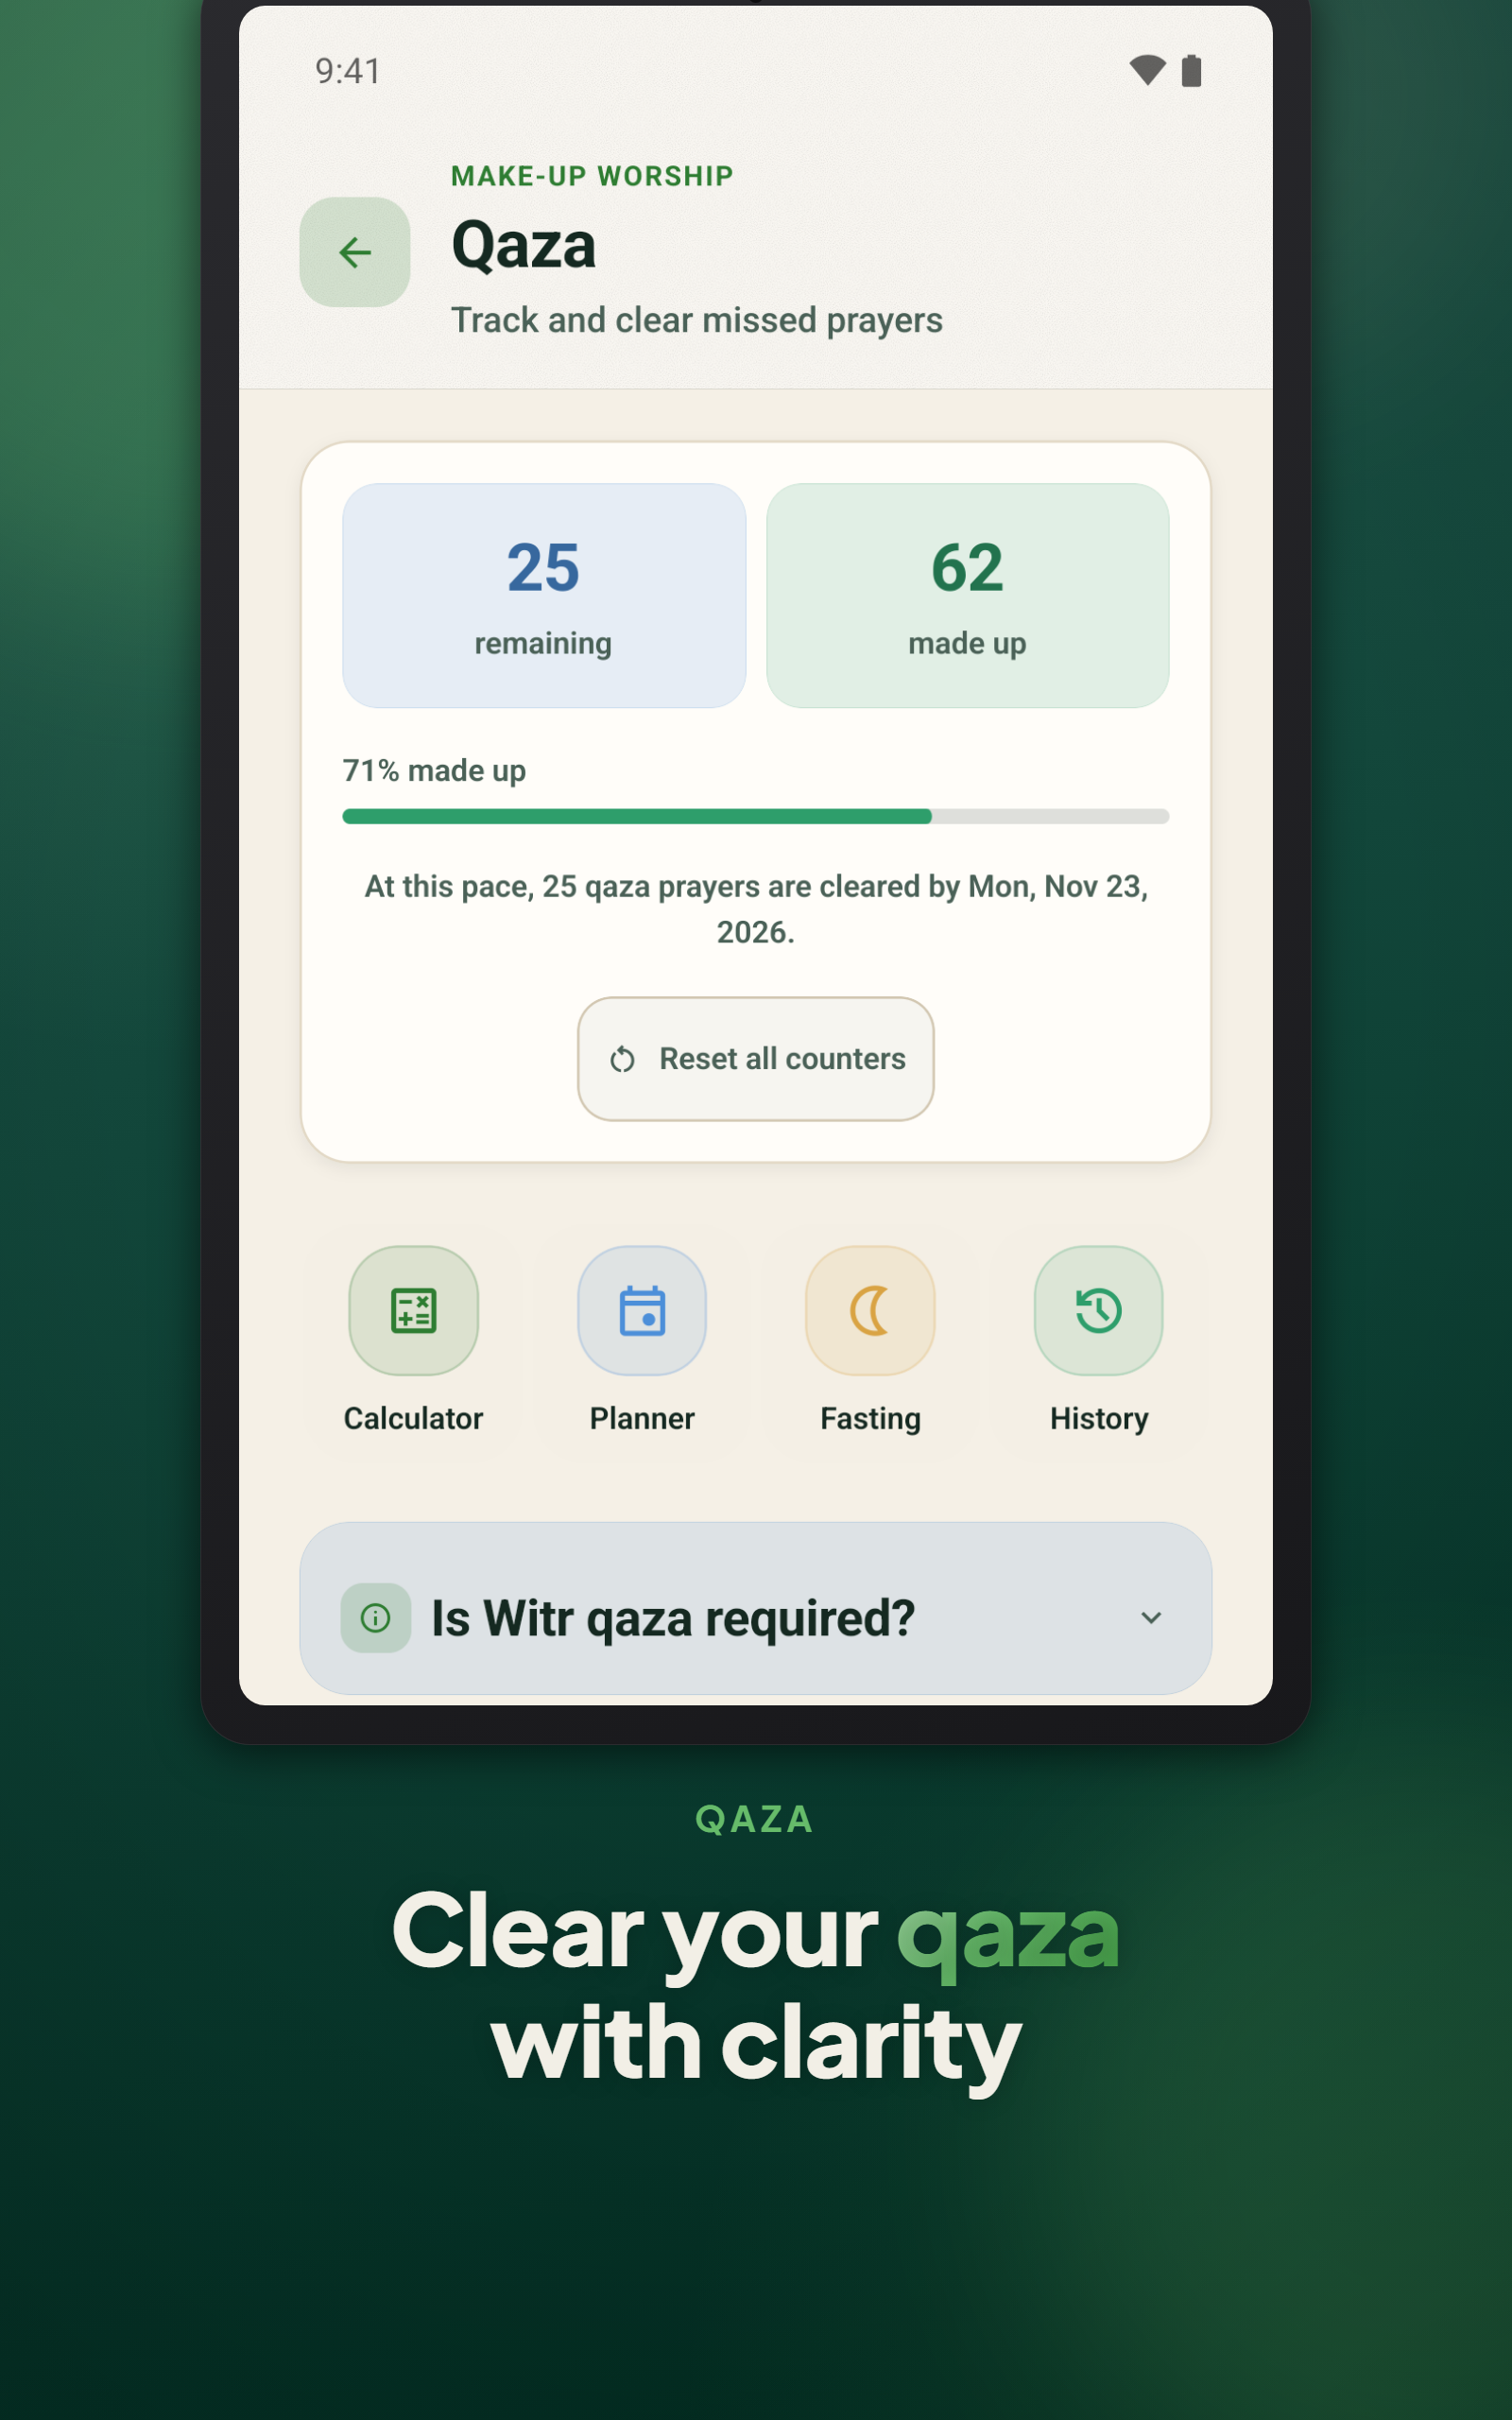 9:41
MAKE-UP WORSHIP
Qaza
Track and clear missed prayers
25
remaining
62
made up
71% made up
At this pace, 25 qaza prayers are cleared by Mon, Nov 23,
2026.
Reset all counters
Calculator
Planner
Fasting
History
Is Witr qaza required?
QAZA
Clear your qaza
with clarity